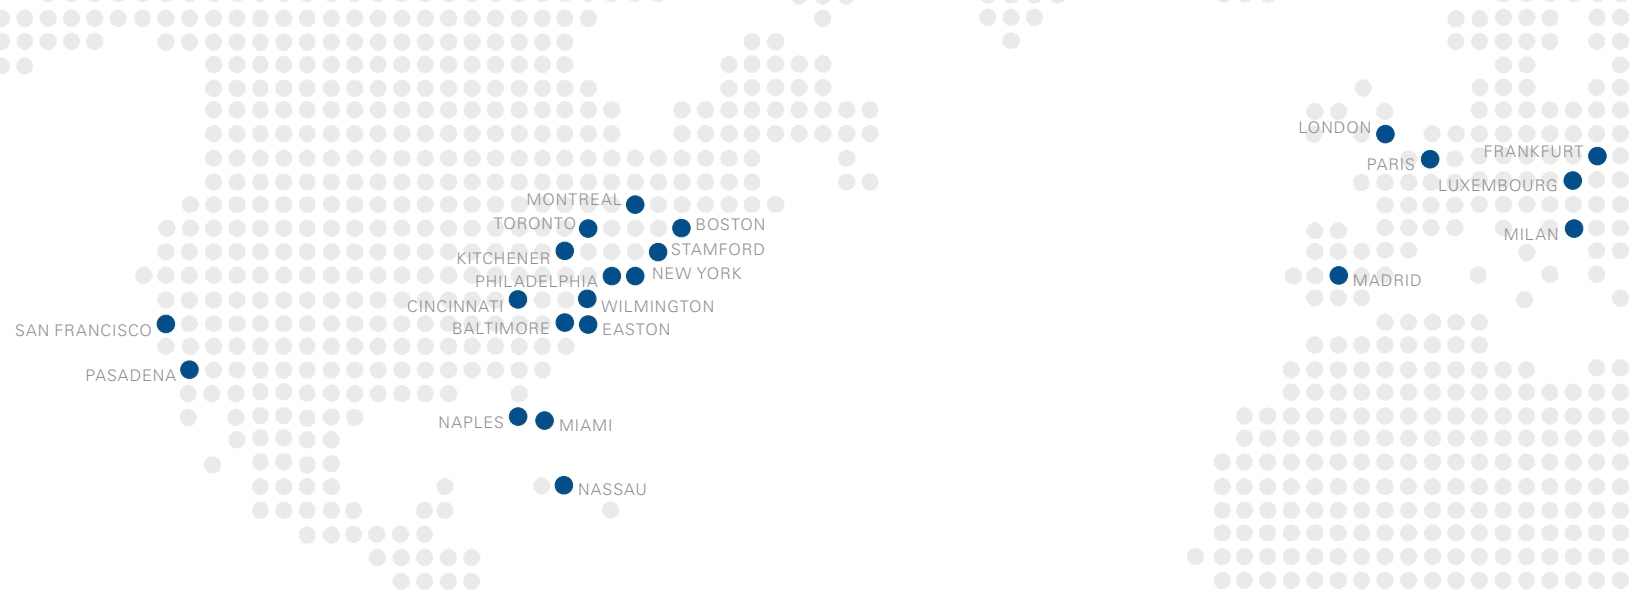 LONDON
FRANKFURT
PARIS
LUXEMBOURG
MONTREAL
TORONTO
BOSTON
MILAN
STAMFORD
KITCHENER
NEW YORK
PHILADELPHIA
MADRID
CINCINNATI
WILMINGTON
BALTIMORE
EASTON
SAN FRANCISCO
PASADENA
NAPLES
MIAMI
NASSAU